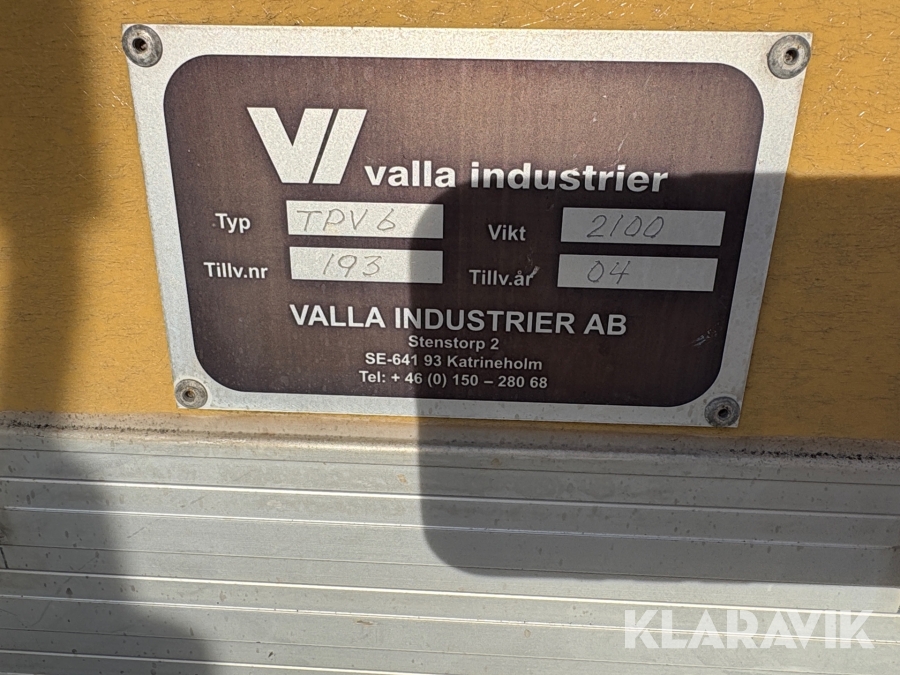 VI valla industrier
Typ TPV6 Vikt 2100
Tillv.nr 193 Tillv.år 04
VALLA INDUSTRIER AB
Stenstorp 2
SE-641 93 Katrineholm
Tel: + 46 (0) 150 – 280 68
KLARAVIK